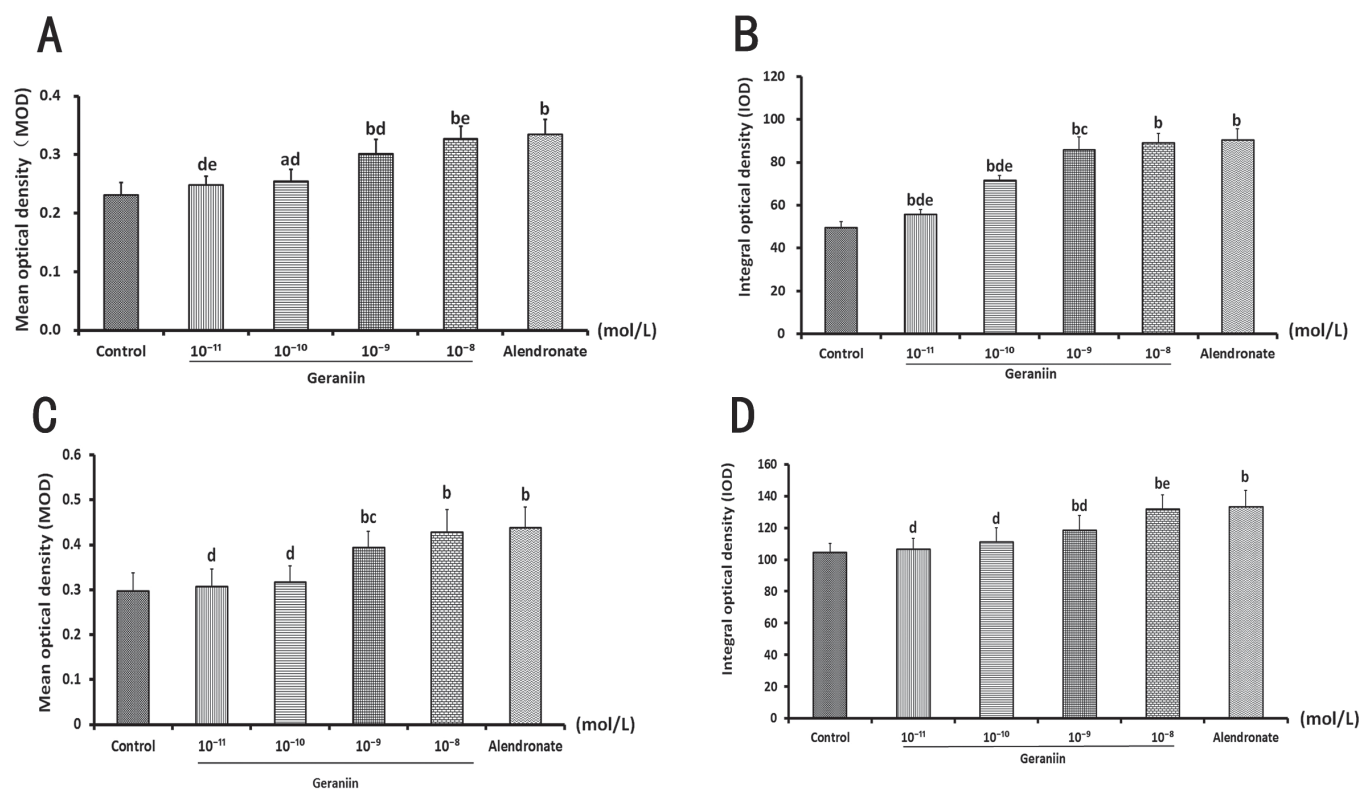 A
Mean optical density (MOD)
0.4
0.3
0.2
0.1
0.0
de
ad
bd
be
b
Control
10⁻¹¹
10⁻¹⁰
10⁻⁹
10⁻⁸
Alendronate
(mol/L)
Geraniin
B
Integral optical density (IOD)
120
100
80
60
40
20
0
bde
bde
bc
b
b
Control
10⁻¹¹
10⁻¹⁰
10⁻⁹
10⁻⁸
Alendronate
(mol/L)
Geraniin
C
Mean optical density (MOD)
0.6
0.5
0.4
0.3
0.2
0.1
0
d
d
bc
b
b
Control
10⁻¹¹
10⁻¹⁰
10⁻⁹
10⁻⁸
Alendronate
(mol/L)
Geraniin
D
Integral optical density (IOD)
160
140
120
100
80
60
40
20
0
d
d
bd
be
b
Control
10⁻¹¹
10⁻¹⁰
10⁻⁹
10⁻⁸
Alendronate
(mol/L)
Geraniin